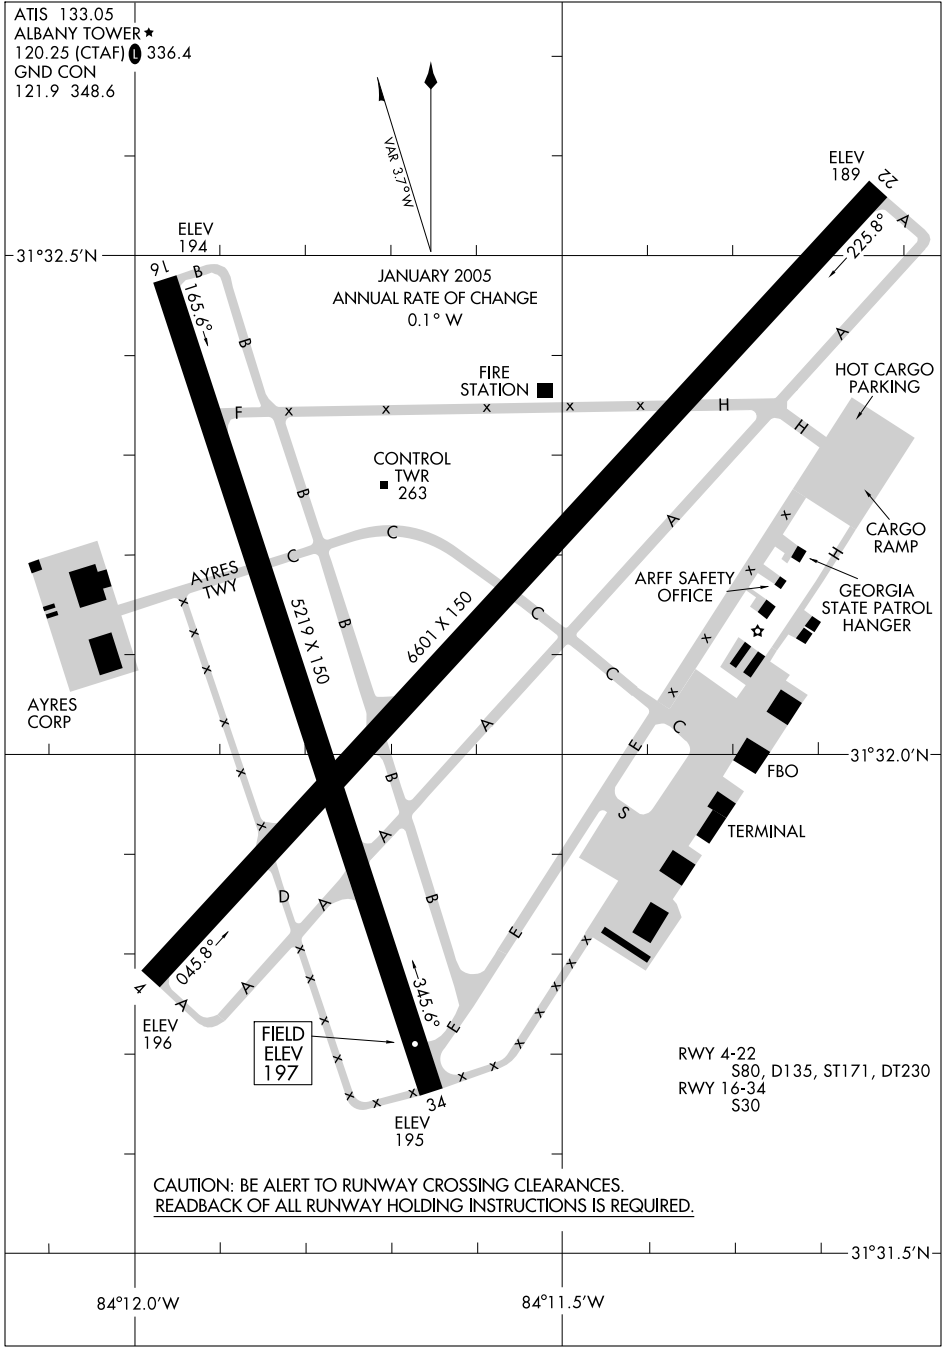 ATIS 133.05
ALBANY TOWER★
120.25 (CTAF) L 336.4
GND CON
121.9 348.6
VAR 3.7°W
ELEV
189
22
A
225.8°
ELEV
194
31°32.5'N
16
B
165.6°
JANUARY 2005
ANNUAL RATE OF CHANGE
0.1° W
B
A
HOT CARGO
PARKING
FIRE
STATION
F
x x x x x
H
H
CONTROL
TWR
263
B
A
x
CARGO
RAMP
C
C
H
AYRES
TWY
x
ARFF SAFETY
OFFICE
GEORGIA
STATE PATROL
HANGER
5219 X 150
6601 X 150
x
x
B
C
x
x
C
x
AYRES
CORP
x
A
C
E
31°32.0'N
x
B
FBO
x
A
S
TERMINAL
D
A
B
E
x
x
045.8°
x
x
345.6°
4
A
A
x
x
ELEV
196
x
E
FIELD
ELEV
197
x
x
x
x
x
x
x
x
34
ELEV
195
RWY 4-22
S80, D135, ST171, DT230
RWY 16-34
S30
CAUTION: BE ALERT TO RUNWAY CROSSING CLEARANCES.
READBACK OF ALL RUNWAY HOLDING INSTRUCTIONS IS REQUIRED.
31°31.5'N
84°12.0'W
84°11.5'W